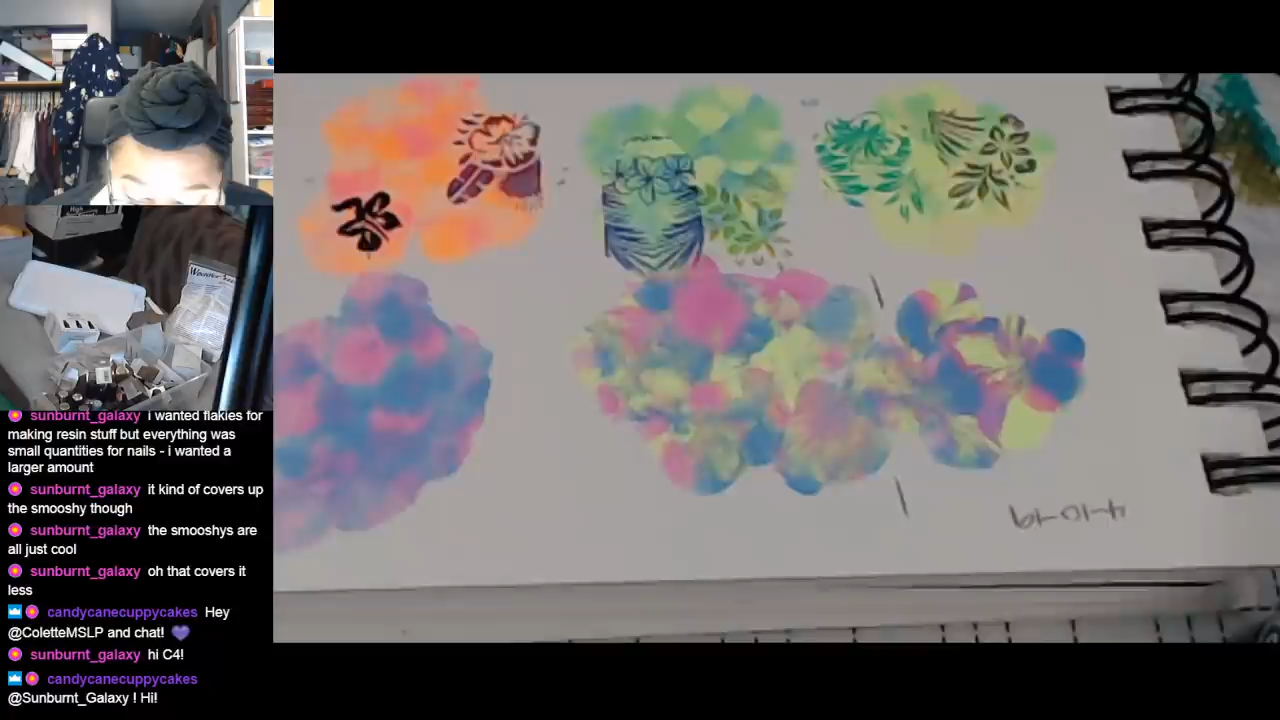 sunburnt_galaxy i wanted flakies for
making resin stuff but everything was
small quantities for nails - i wanted a
larger amount
sunburnt_galaxy it kind of covers up
the smooshy though
sunburnt_galaxy the smooshys are
all just cool
sunburnt_galaxy oh that covers it
less
candycanecuppycakes Hey
@ColetteMSLP and chat! 💜
sunburnt_galaxy hi C4!
candycanecuppycakes
@Sunburnt_Galaxy ! Hi!